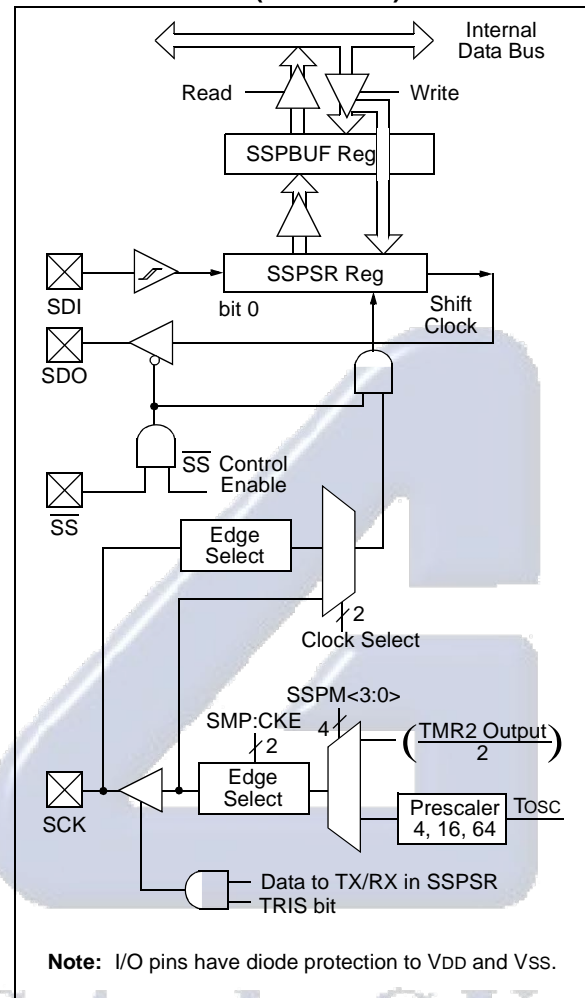 Internal
Data Bus
Read
Write
SSPBUF Reg
SSPSR Reg
SDI
bit 0
Shift
Clock
SDO
SS Control
Enable
SS
Edge
Select
2
Clock Select
SSPM<3:0>
SMP:CKE
4
2
(TMR2 Output)
2
Edge
Select
Prescaler
4, 16, 64
TOSC
SCK
Data to TX/RX in SSPSR
TRIS bit
Note: I/O pins have diode protection to VDD and VSS.